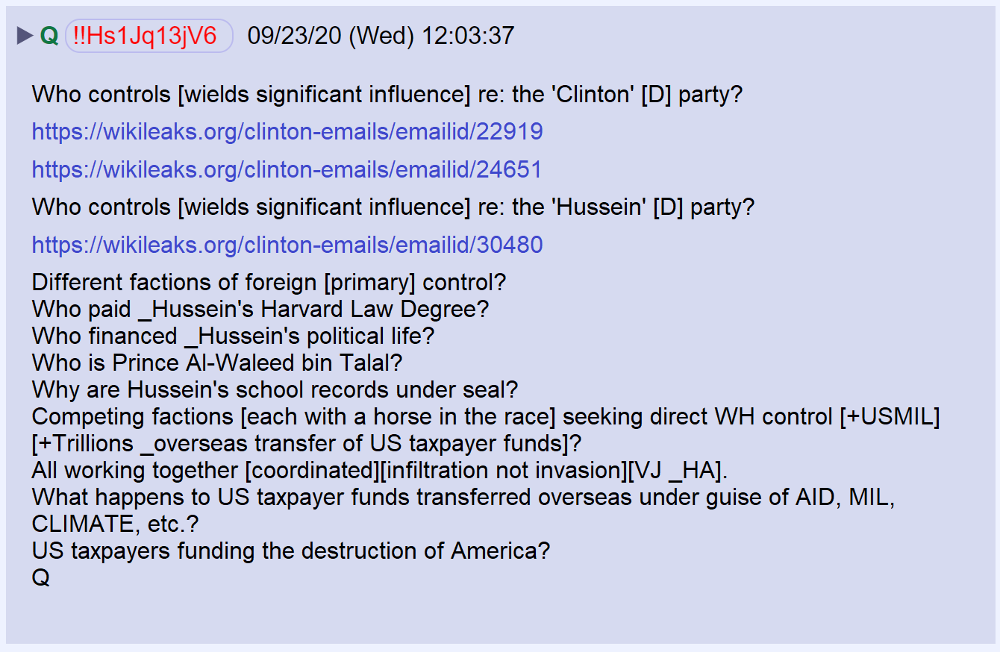 Q !!Hs1Jq13jV6 09/23/20 (Wed) 12:03:37
Who controls [wields significant influence] re: the 'Clinton' [D] party?
https://wikileaks.org/clinton-emails/emailid/22919
https://wikileaks.org/clinton-emails/emailid/24651
Who controls [wields significant influence] re: the 'Hussein' [D] party?
https://wikileaks.org/clinton-emails/emailid/30480
Different factions of foreign [primary] control?
Who paid _Hussein's Harvard Law Degree?
Who financed _Hussein's political life?
Who is Prince Al-Waleed bin Talal?
Why are Hussein's school records under seal?
Competing factions [each with a horse in the race] seeking direct WH control [+USMIL]
[+Trillions _overseas transfer of US taxpayer funds]?
All working together [coordinated][infiltration not invasion][VJ _HA].
What happens to US taxpayer funds transferred overseas under guise of AID, MIL,
CLIMATE, etc.?
US taxpayers funding the destruction of America?
Q